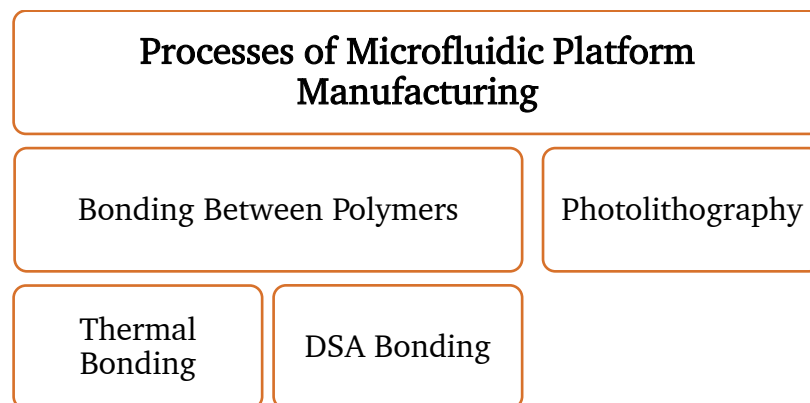 Processes of Microfluidic Platform
Manufacturing
Bonding Between Polymers
Photolithography
Thermal
Bonding
DSA Bonding